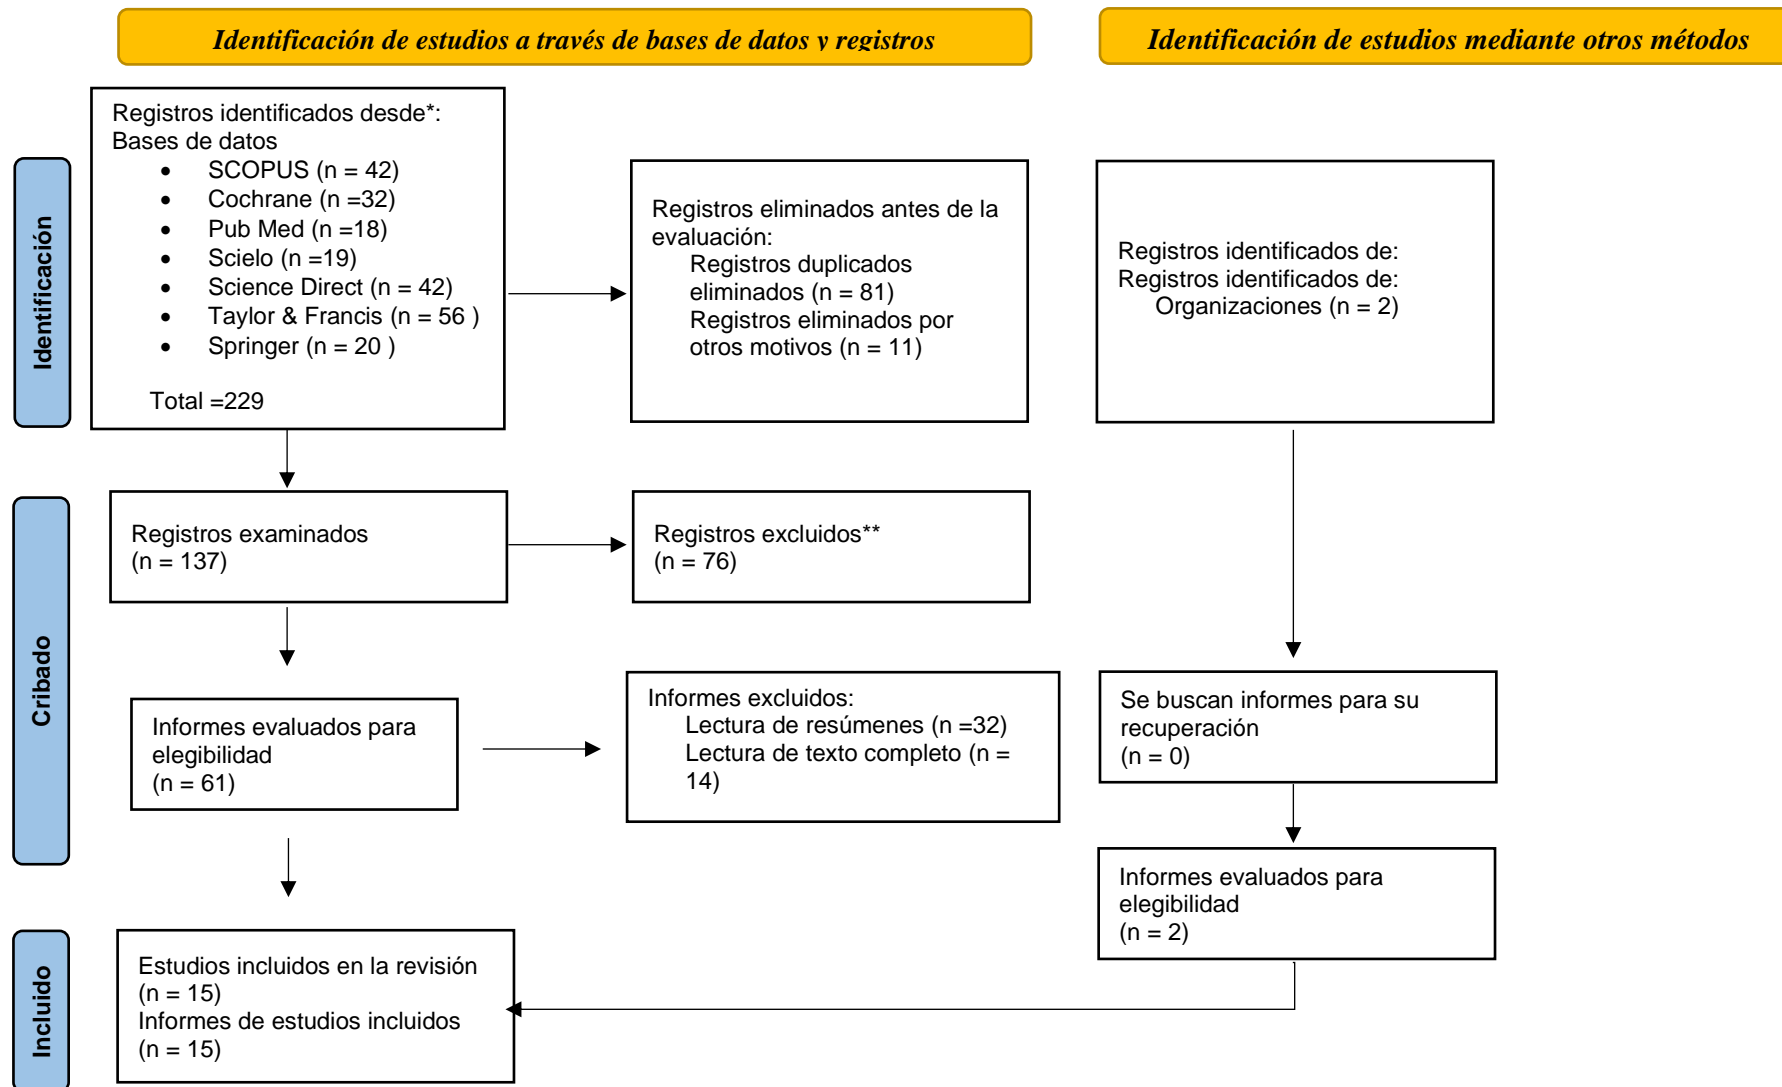 Identificación de estudios a través de bases de datos y registros
Identificación de estudios mediante otros métodos
Identificación
Registros identificados desde*:
Bases de datos
• SCOPUS (n = 42)
• Cochrane (n =32)
• Pub Med (n =18)
• Scielo (n =19)
• Science Direct (n = 42)
• Taylor & Francis (n = 56 )
• Springer (n = 20 )
Total =229
Registros eliminados antes de la
evaluación:
Registros duplicados
eliminados (n = 81)
Registros eliminados por
otros motivos (n = 11)
Registros identificados de:
Registros identificados de:
Organizaciones (n = 2)
Cribado
Registros examinados
(n = 137)
Registros excluidos**
(n = 76)
Informes evaluados para
elegibilidad
(n = 61)
Informes excluidos:
Lectura de resúmenes (n =32)
Lectura de texto completo (n =
14)
Se buscan informes para su
recuperación
(n = 0)
Informes evaluados para
elegibilidad
(n = 2)
Incluido
Estudios incluidos en la revisión
(n = 15)
Informes de estudios incluidos
(n = 15)